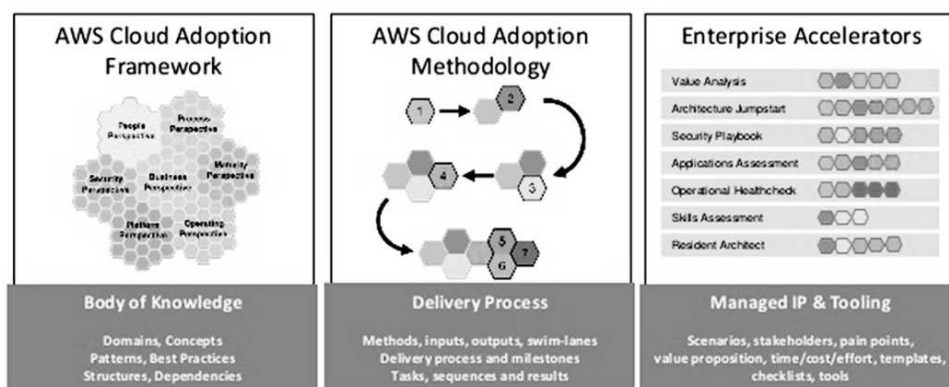 AWS Cloud Adoption
Framework
People
Perspective
Process
Perspective
Security
Perspective
Business
Perspective
Maturity
Perspective
Platform
Perspective
Operating
Perspective
Body of Knowledge
Domains, Concepts
Patterns, Best Practices
Structures, Dependencies
AWS Cloud Adoption
Methodology
1
2
3
4
5
6
7
Delivery Process
Methods, inputs, outputs, swim-lanes
Delivery process and milestones
Tasks, sequences and results
Enterprise Accelerators
Value Analysis
Architecture Jumpstart
Security Playbook
Applications Assessment
Operational Healthcheck
Skills Assessment
Resident Architect
Managed IP & Tooling
Scenarios, stakeholders, pain points,
value proposition, time/cost/effort, templates,
checklists, tools